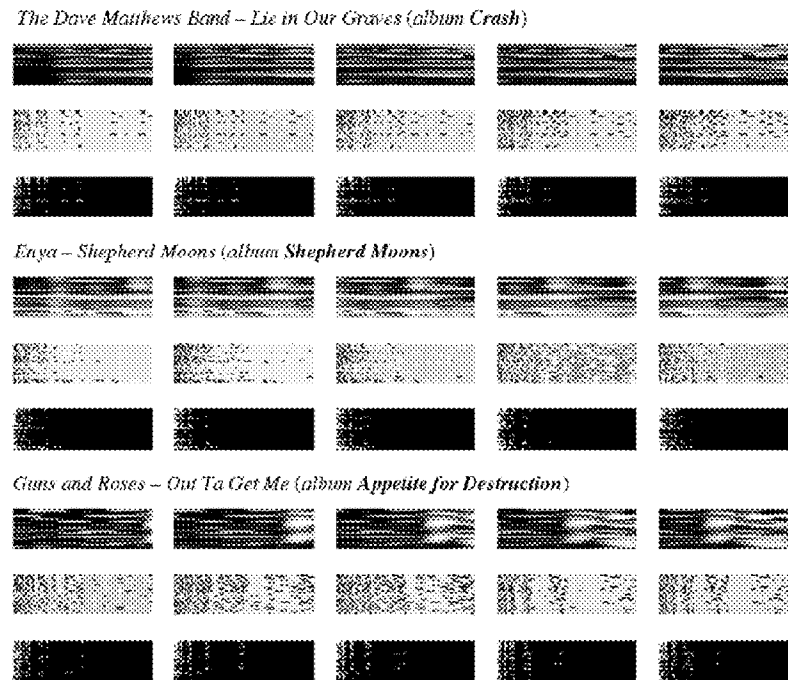 The Dave Matthews Band – Lie in Our Graves (album Crash)
Enya – Shepherd Moons (album Shepherd Moons)
Guns and Roses – Out Ta Get Me (album Appetite for Destruction)